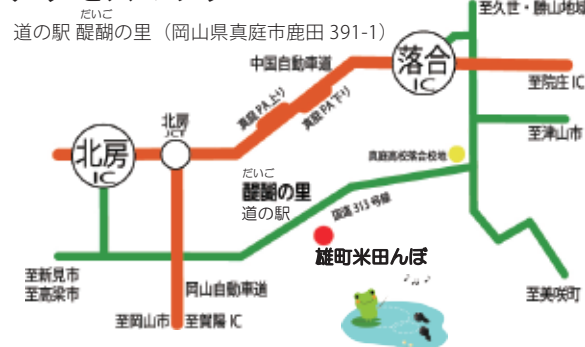 だいご
道の駅 醍醐の里（岡山県真庭市鹿田 391-1）
至久世・勝山地域
中国自動車道
落合
IC
至院庄 IC
真庭PA上り
真庭PA下り
北房
JCT
至津山市
北房
IC
真庭高校落合校地
だいご
醍醐の里
道の駅
国道 313 号線
雄町米田んぼ
至新見市
至高梁市
岡山自動車道
至美咲町
至岡山市
至賀陽 IC